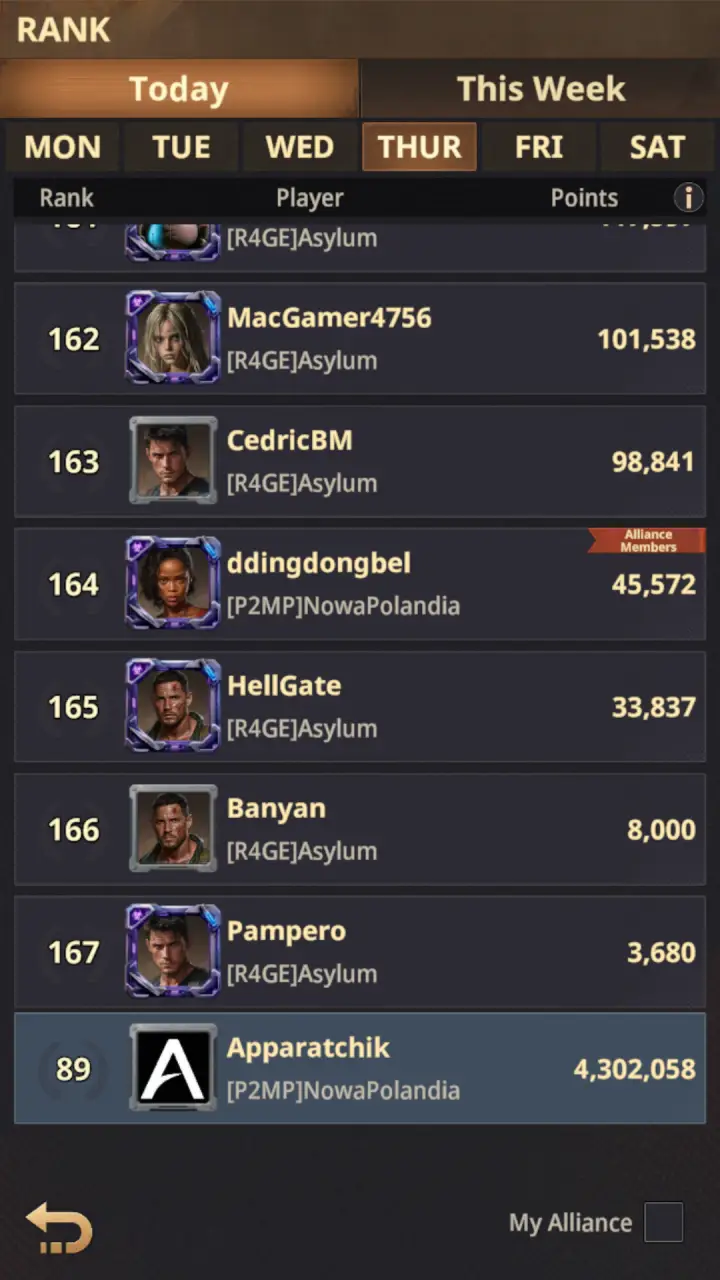 RANK
Today
This Week
MON
TUE
WED
THUR
FRI
SAT
Rank
Player
Points
[R4GE]Asylum
162
MacGamer4756
[R4GE]Asylum
101,538
163
CedricBM
[R4GE]Asylum
98,841
Alliance
Members
164
ddingdongbel
[P2MP]NowaPolandia
45,572
165
HellGate
[R4GE]Asylum
33,837
166
Banyan
[R4GE]Asylum
8,000
167
Pampero
[R4GE]Asylum
3,680
89
Apparatchik
[P2MP]NowaPolandia
4,302,058
My Alliance